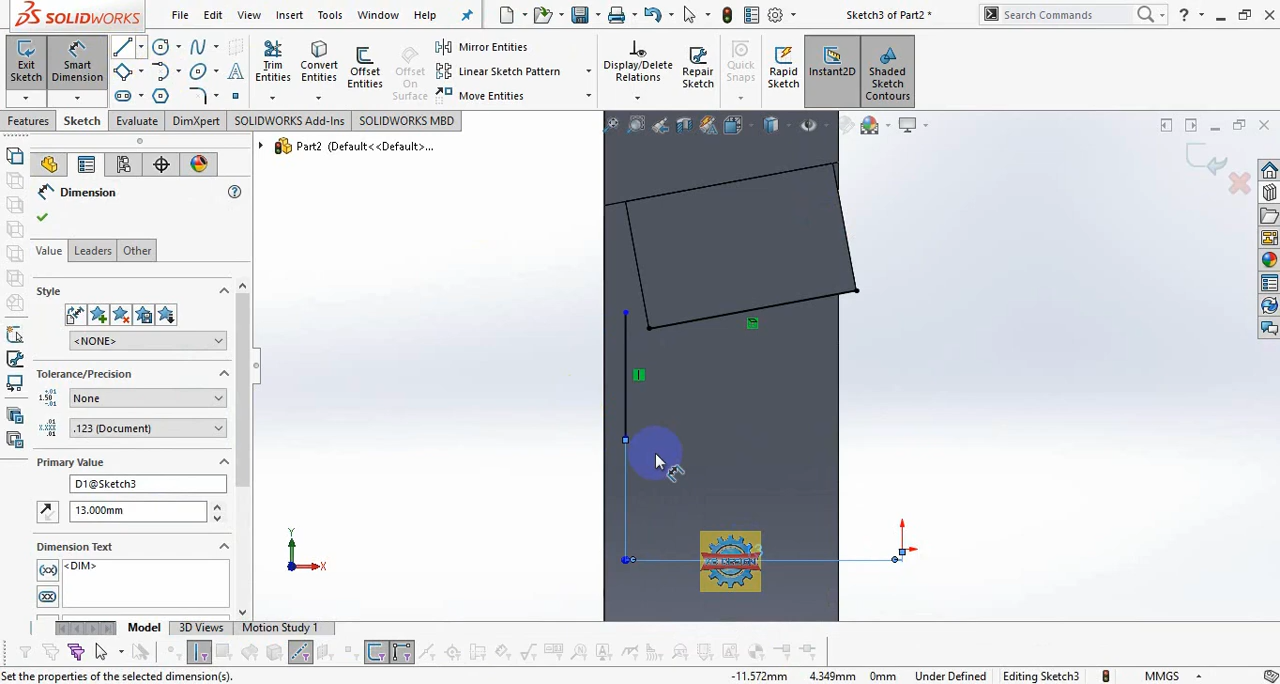 SOLIDWORKS
File
Edit
View
Insert
Tools
Window
Help
Sketch3 of Part2 *
Search Commands
?
Exit Sketch
Smart Dimension
Trim Entities
Convert Entities
Offset Entities
Offset On Surface
Mirror Entities
Linear Sketch Pattern
Move Entities
Display/Delete Relations
Repair Sketch
Quick Snaps
Rapid Sketch
Instant2D
Shaded Sketch Contours
Features
Sketch
Evaluate
DimXpert
SOLIDWORKS Add-Ins
SOLIDWORKS MBD
Part2 (Default<<Default>...
Dimension
Value
Leaders
Other
Style
<NONE>
Tolerance/Precision
None
.123 (Document)
Primary Value
D1@Sketch3
13.000mm
Dimension Text
<DIM>
Y
X
Model
3D Views
Motion Study 1
Set the properties of the selected dimension(s).
-11.572mm
4.349mm
0mm
Under Defined
Editing Sketch3
MMGS